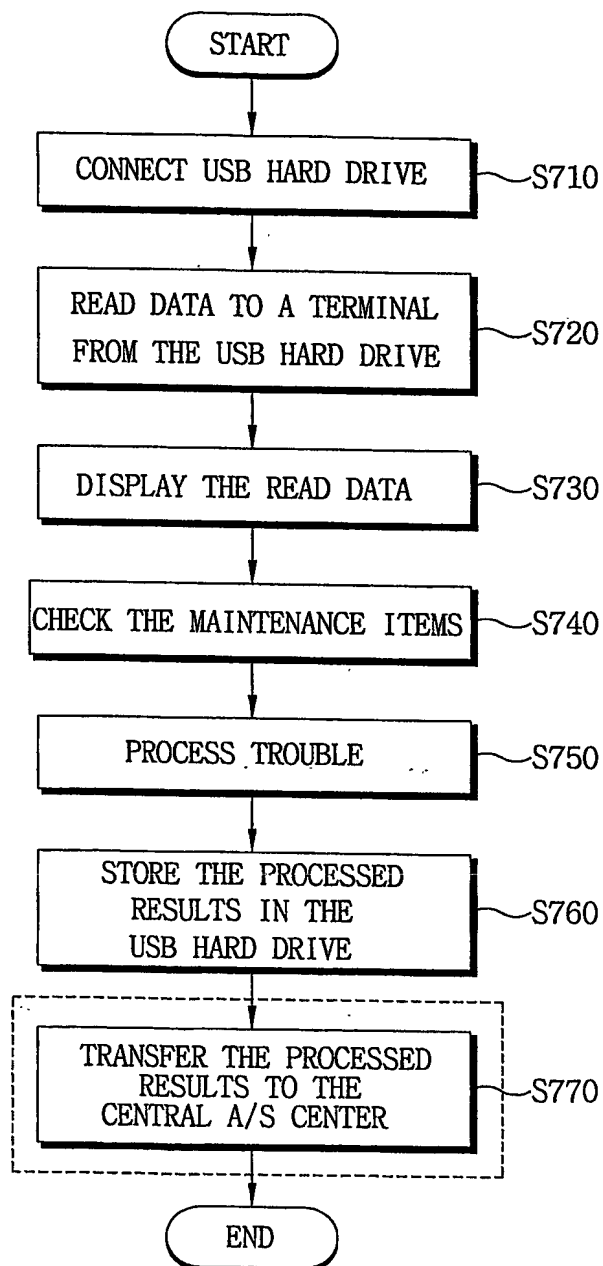 START
CONNECT USB HARD DRIVE
S710
READ DATA TO A TERMINAL
FROM THE USB HARD DRIVE
S720
DISPLAY THE READ DATA
S730
CHECK THE MAINTENANCE ITEMS
S740
PROCESS TROUBLE
S750
STORE THE PROCESSED
RESULTS IN THE
USB HARD DRIVE
S760
TRANSFER THE PROCESSED
RESULTS TO THE
CENTRAL A/S CENTER
S770
END